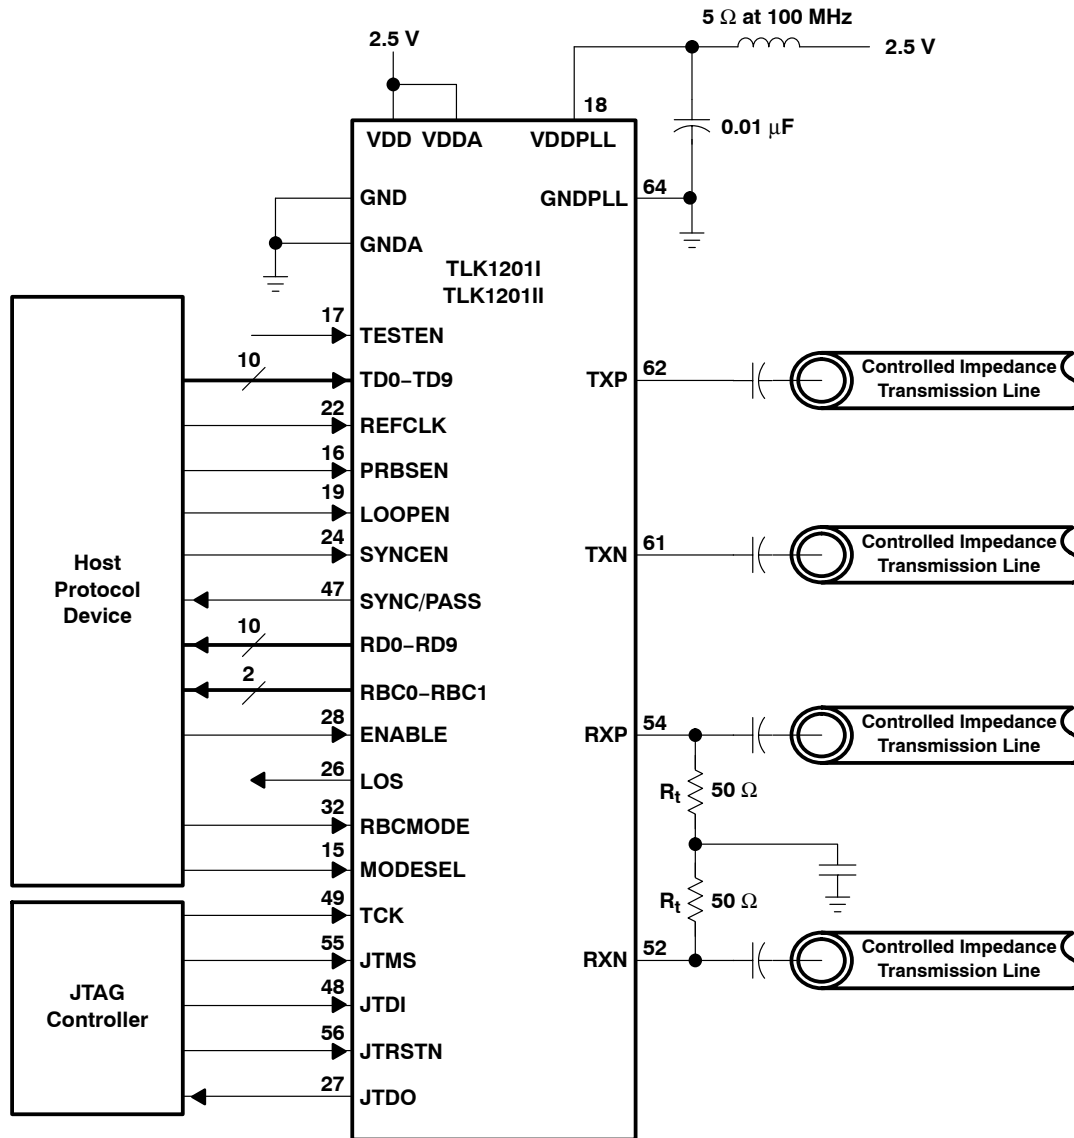 5 Ω at 100 MHz
2.5 V
2.5 V
18
0.01 μF
VDD VDDA VDDPLL
GND
GNDPLL
64
GNDA
TLK1201I
TLK1201II
17
TESTEN
10
TD0–TD9
TXP
62
Controlled Impedance
Transmission Line
22
REFCLK
16
PRBSEN
19
LOOPEN
24
SYNCEN
TXN
61
Controlled Impedance
Transmission Line
Host
Protocol
Device
47
SYNC/PASS
10
RD0–RD9
2
RBC0–RBC1
28
ENABLE
RXP
54
Controlled Impedance
Transmission Line
26
LOS
Rt
50 Ω
32
RBCMODE
15
MODESEL
Rt
50 Ω
49
TCK
55
JTMS
RXN
52
Controlled Impedance
Transmission Line
48
JTDI
JTAG
Controller
56
JTRSTN
27
JTDO